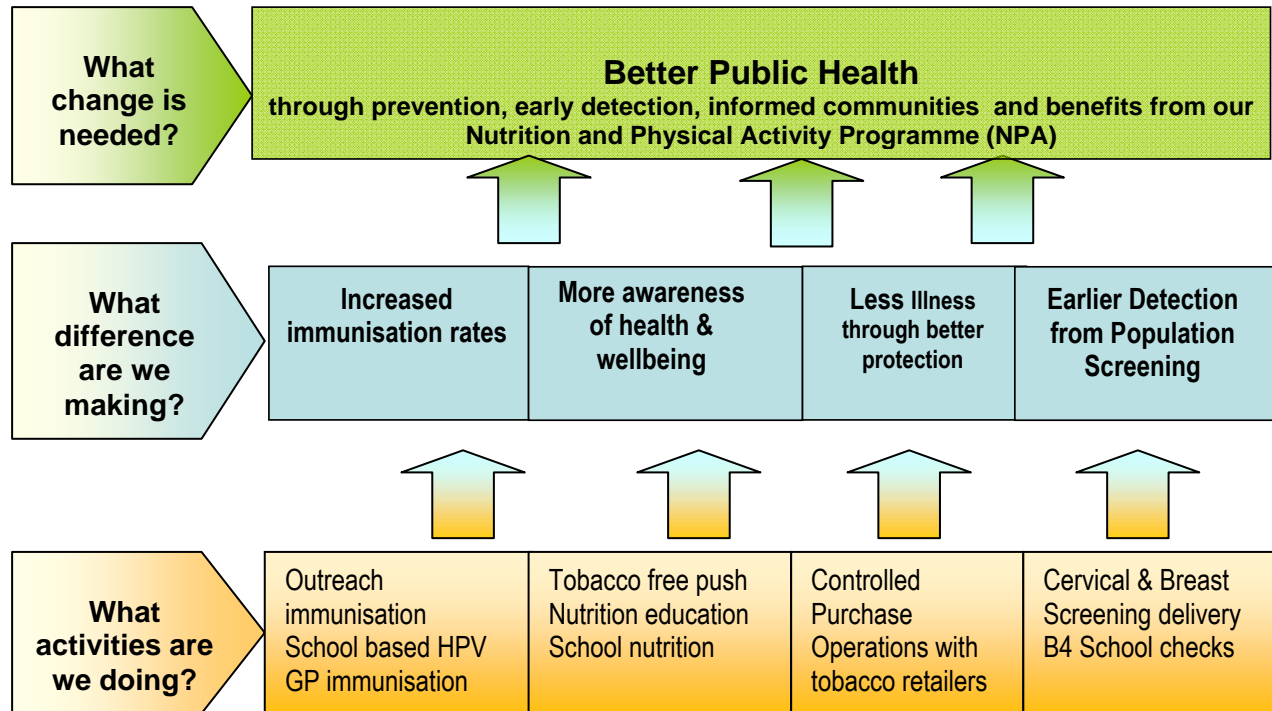 What
change is
needed?
Better Public Health
through prevention, early detection, informed communities and benefits from our
Nutrition and Physical Activity Programme (NPA)
What
difference
are we
making?
Increased
immunisation rates
More awareness
of health &
wellbeing
Less Illness
through better
protection
Earlier Detection
from Population
Screening
What
activities are
we doing?
Outreach
immunisation
School based HPV
GP immunisation
Tobacco free push
Nutrition education
School nutrition
Controlled
Purchase
Operations with
tobacco retailers
Cervical & Breast
Screening delivery
B4 School checks